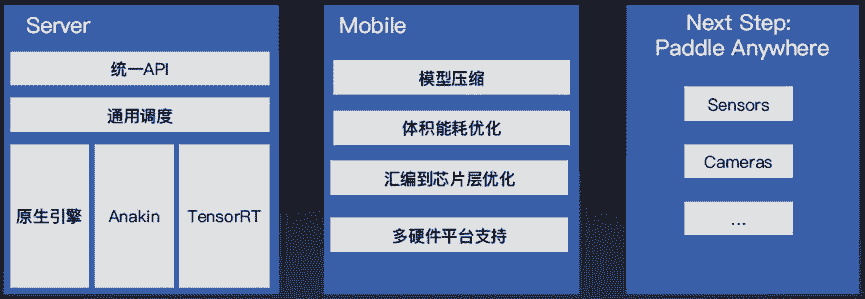 Server
统一API
通用调度
原生引擎
Anakin
TensorRT
Mobile
模型压缩
体积能耗优化
汇编到芯片层优化
多硬件平台支持
Next Step:
Paddle Anywhere
Sensors
Cameras
...